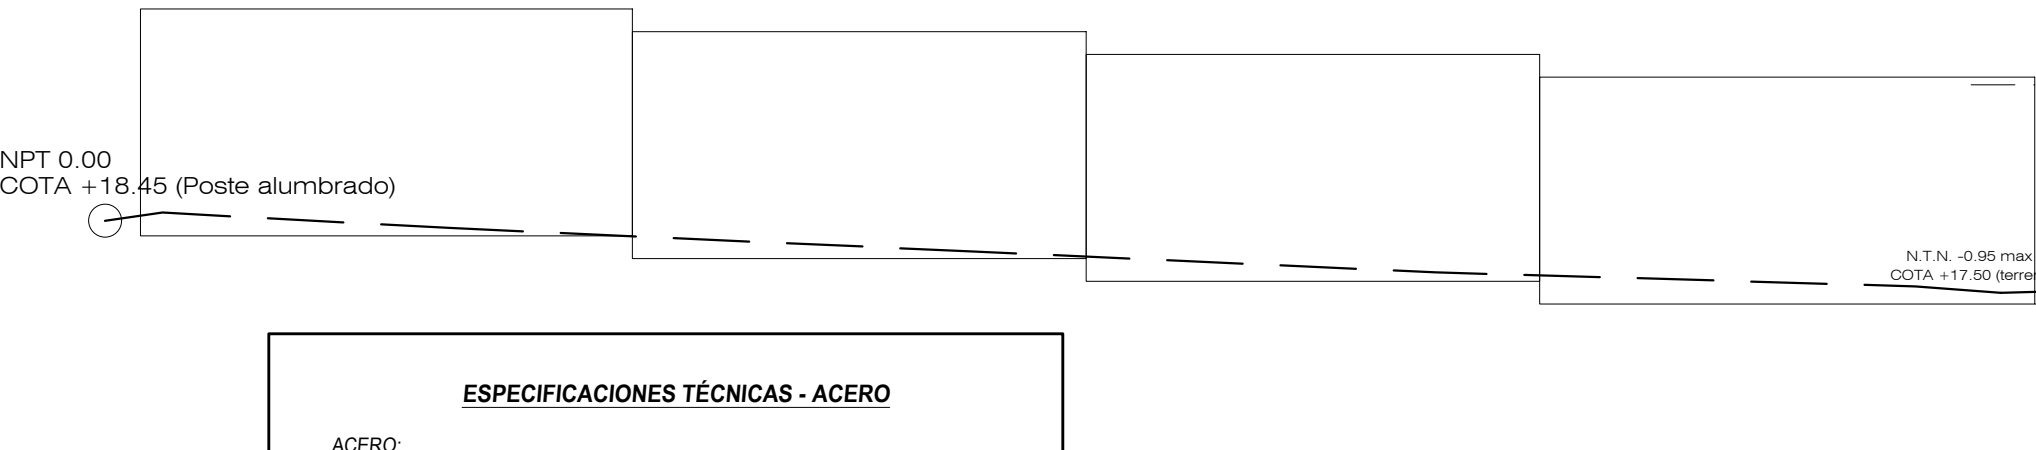 NPT 0.00
COTA +18.45 (Poste alumbrado)
N.T.N. -0.95 max
COTA +17.50
ESPECIFICACIONES TÉCNICAS - ACERO
ACERO: